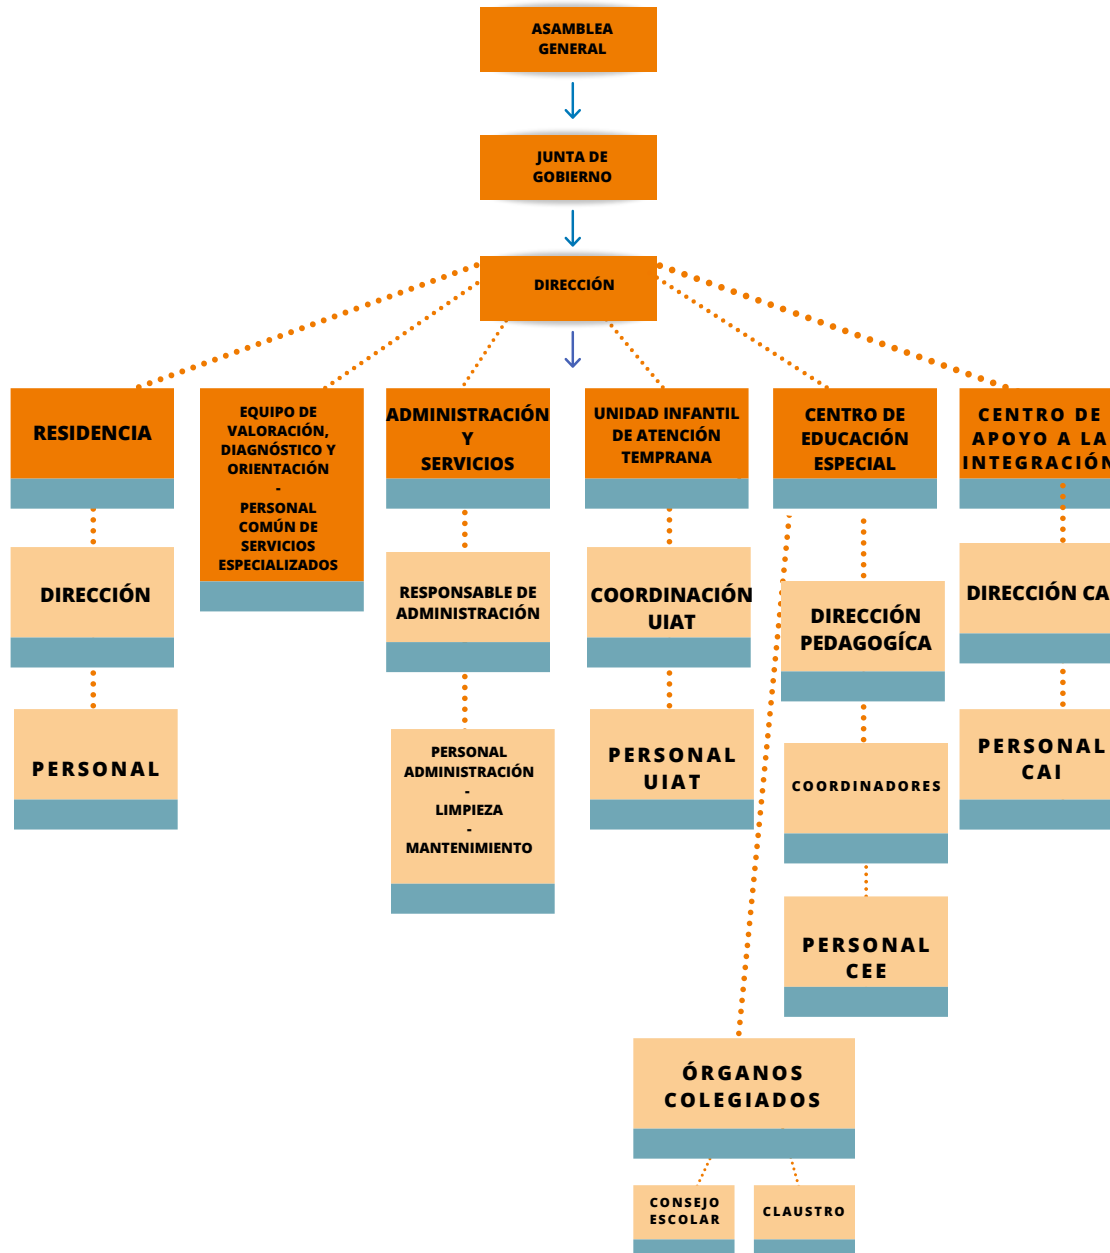 ASAMBLEA
GENERAL
JUNTA DE
GOBIERNO
DIRECCIÓN
RESIDENCIA
EQUIPO DE
VALORACIÓN,
DIAGNÓSTICO Y
ORIENTACIÓN
-
PERSONAL
COMÚN DE
SERVICIOS
ESPECIALIZADOS
ADMINISTRACIÓN
Y
SERVICIOS
UNIDAD INFANTIL
DE ATENCIÓN
TEMPRANA
CENTRO DE
EDUCACIÓN
ESPECIAL
CENTRO DE
APOYO A LA
INTEGRACIÓN
DIRECCIÓN
RESPONSABLE DE
ADMINISTRACIÓN
COORDINACIÓN
UIAT
DIRECCIÓN
PEDAGOGÍCA
DIRECCIÓN CA
PERSONAL
PERSONAL
ADMINISTRACIÓN
-
LIMPIEZA
-
MANTENIMIENTO
PERSONAL
UIAT
COORDINADORES
PERSONAL
CAI
PERSONAL
CEE
ÓRGANOS
COLEGIADOS
CONSEJO
ESCOLAR
CLAUSTRO